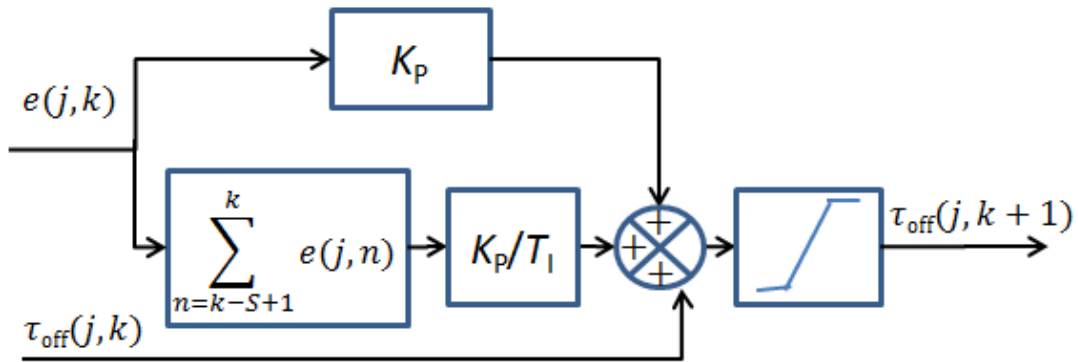 K_P
e(j,k)
k
∑ e(j,n)
n=k−S+1
K_P/T_I
+
+
+
τ_off(j,k+1)
τ_off(j,k)